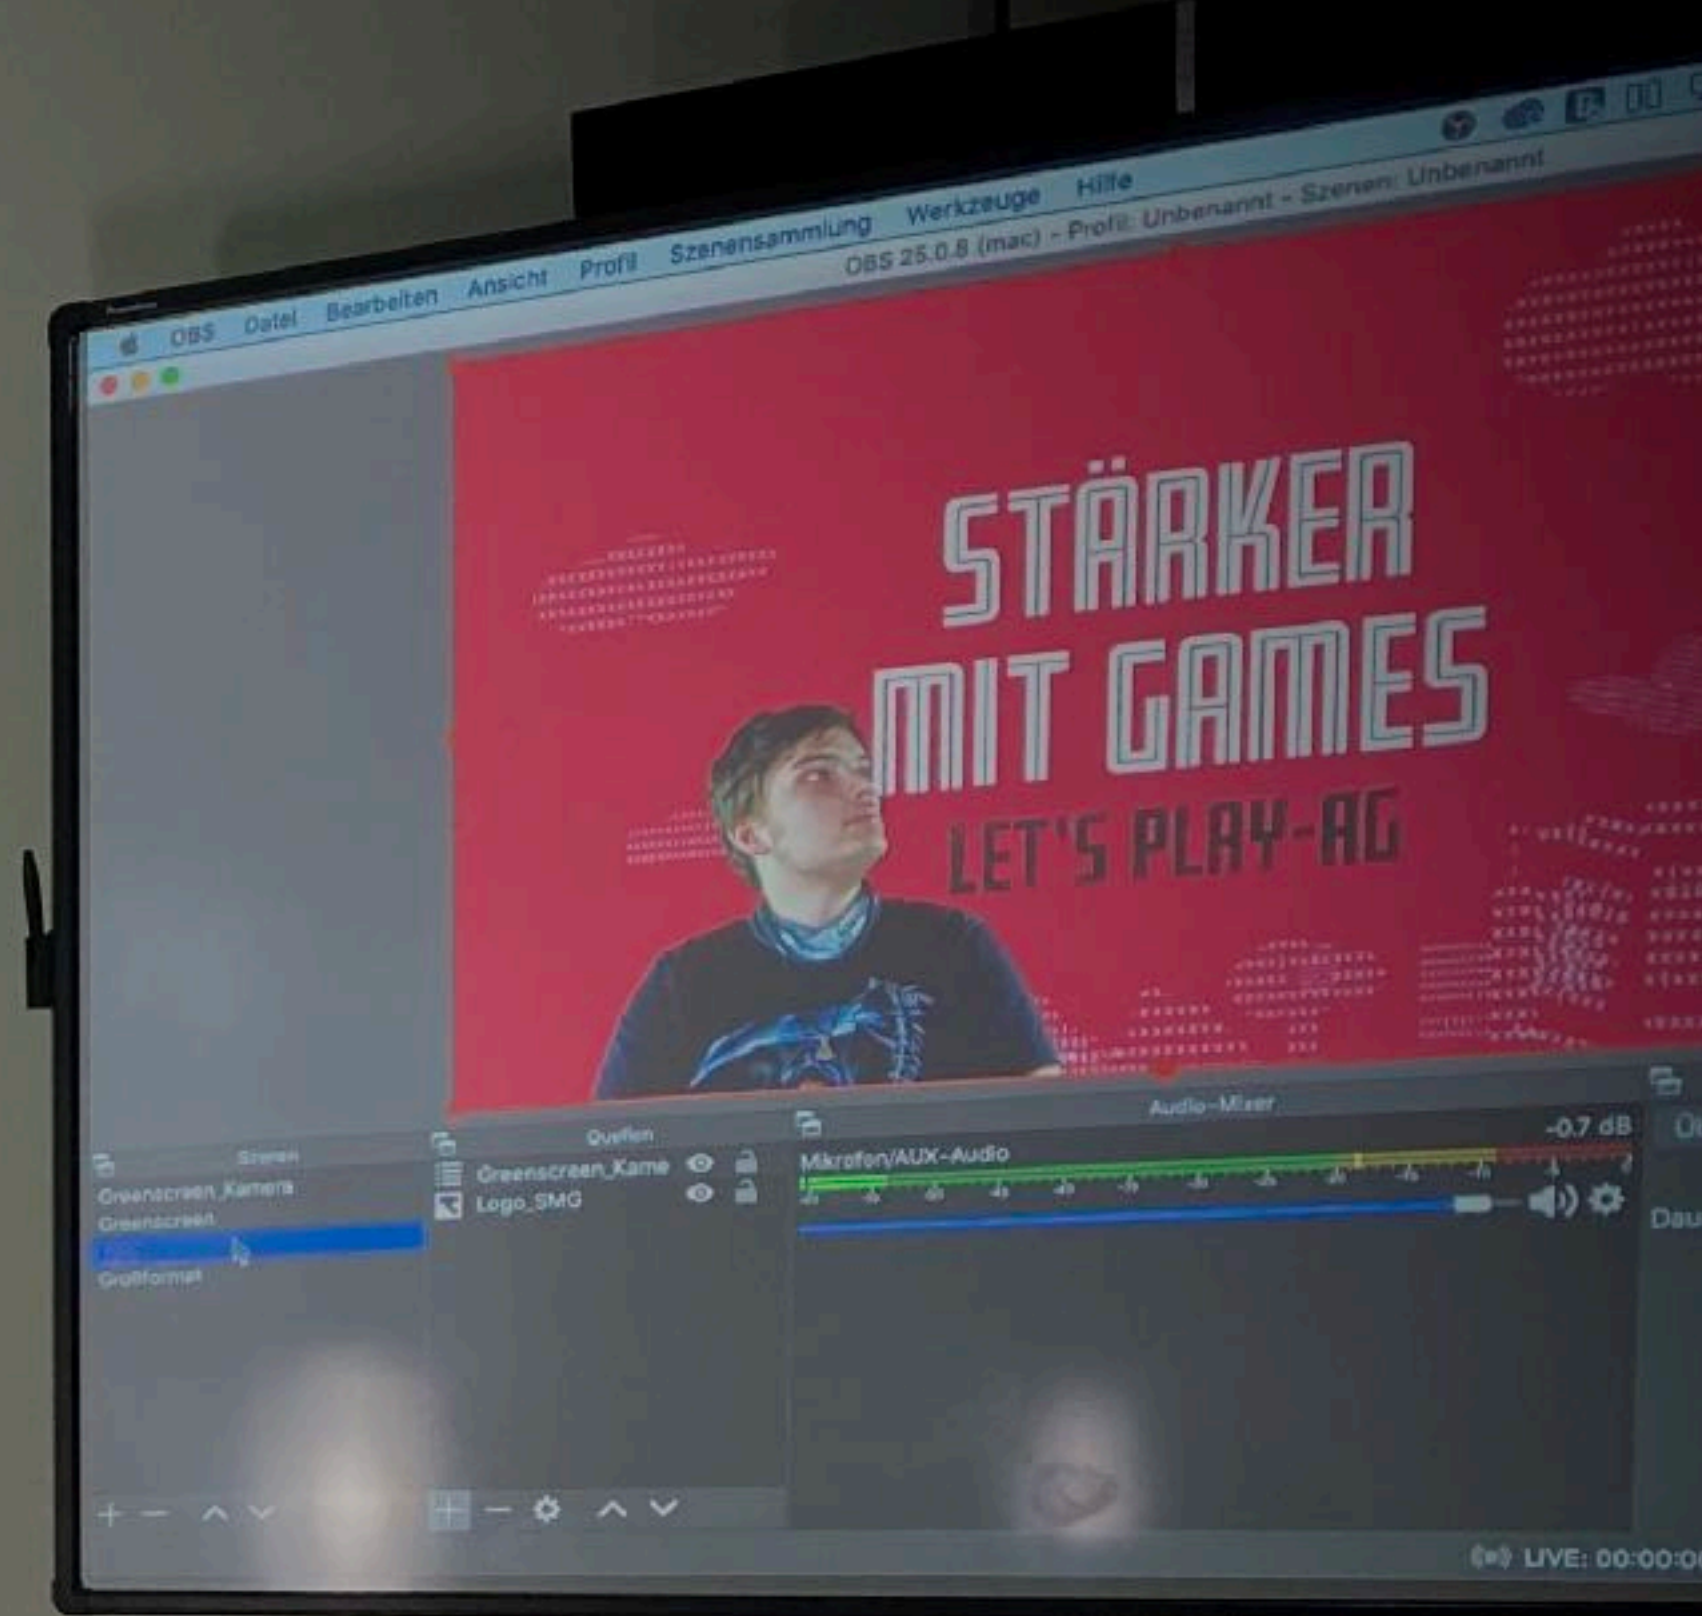 OBS Datei Bearbeiten Ansicht Profil Szenensammlung Werkzeuge Hilfe
OBS 25.0.8 (mac) - Profil: Unbenannt - Szenen: Unbenannt
STÄRKER
MIT GAMES
LET'S PLAY-AG
Szenen
Greenscreen_Kamera
Greenscreen
Großformat
Quellen
Greenscreen_Kame
Logo_SMG
Audio-Mixer
Mikrofon/AUX-Audio
-0.7 dB
Dau
LIVE: 00:00:0